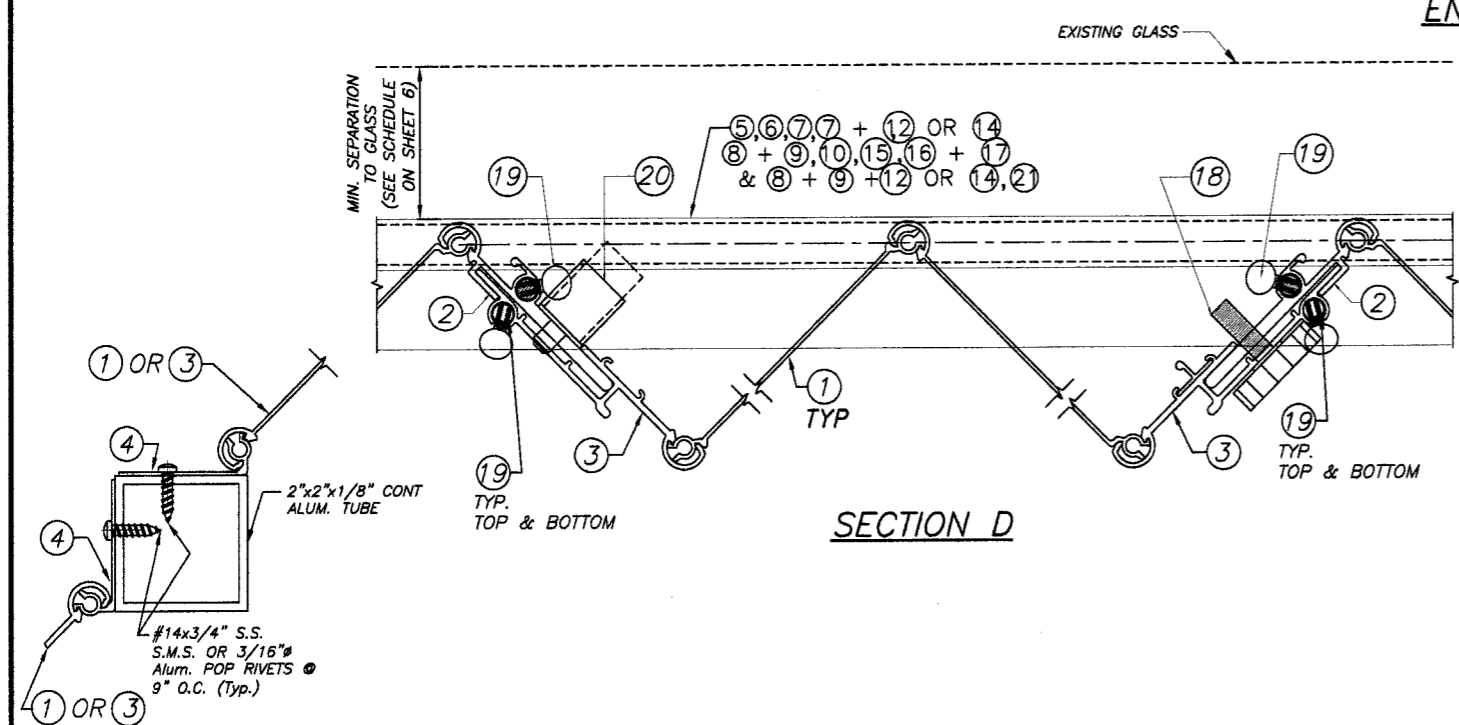 EN
EXISTING GLASS
MIN. SEPARATION
TO GLASS
(SEE SCHEDULE
ON SHEET 6)
5,6,7,7 + 12 OR 14
8 + 9,10,15,16 + 17
& 8 + 9 +12 OR 14,21
19
20
18
19
2
2
1 OR 3
1
TYP
4
3
3
19
TYP.
TOP & BOTTOM
19
TYP.
TOP & BOTTOM
2"x2"x1/8" CONT
ALUM. TUBE
SECTION D
4
#14x3/4" S.S.
S.M.S. OR 3/16"ø
Alum. POP RIVETS @
9" O.C. (Typ.)
1 OR 3